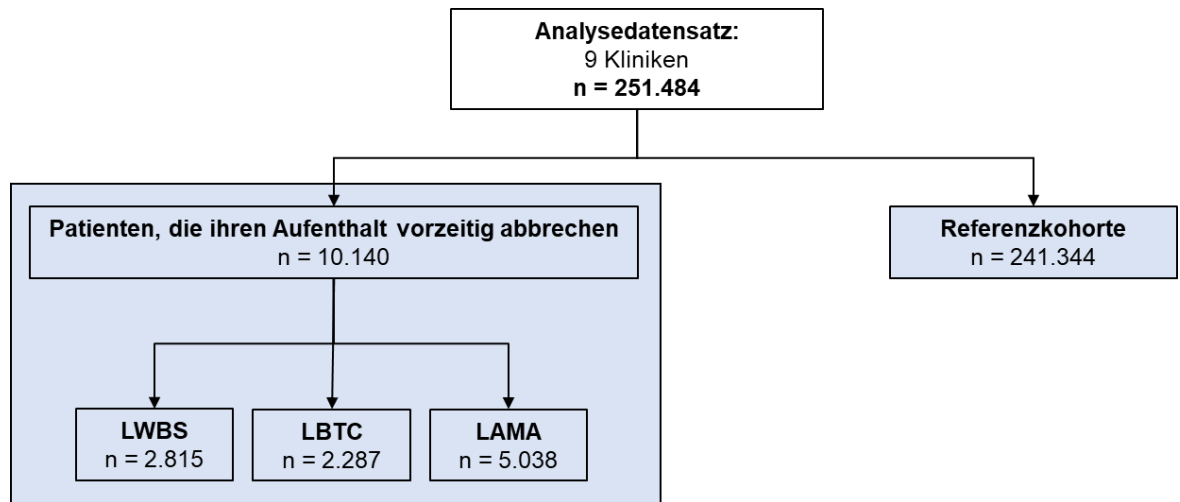 Analysedatensatz:
9 Kliniken
n = 251.484
Patienten, die ihren Aufenthalt vorzeitig abbrechen
n = 10.140
Referenzkohorte
n = 241.344
LWBS
n = 2.815
LBTC
n = 2.287
LAMA
n = 5.038